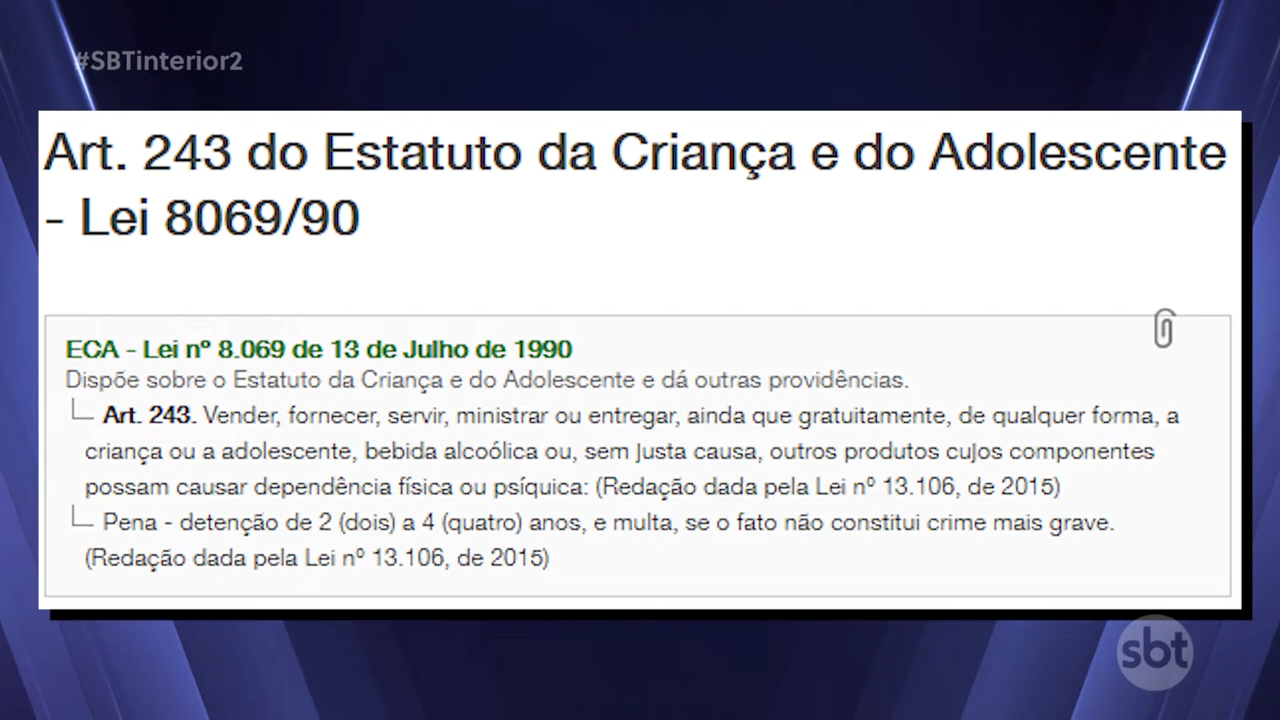 #SBTinterior2
Art. 243 do Estatuto da Criança e do Adolescente
- Lei 8069/90
ECA - Lei nº 8.069 de 13 de Julho de 1990
Dispõe sobre o Estatuto da Criança e do Adolescente e dá outras providências.
Art. 243. Vender, fornecer, servir, ministrar ou entregar, ainda que gratuitamente, de qualquer forma, a
criança ou a adolescente, bebida alcoólica ou, sem justa causa, outros produtos cujos componentes
possam causar dependência física ou psíquica: (Redação dada pela Lei nº 13.106, de 2015)
Pena - detenção de 2 (dois) a 4 (quatro) anos, e multa, se o fato não constitui crime mais grave.
(Redação dada pela Lei nº 13.106, de 2015)
sbt